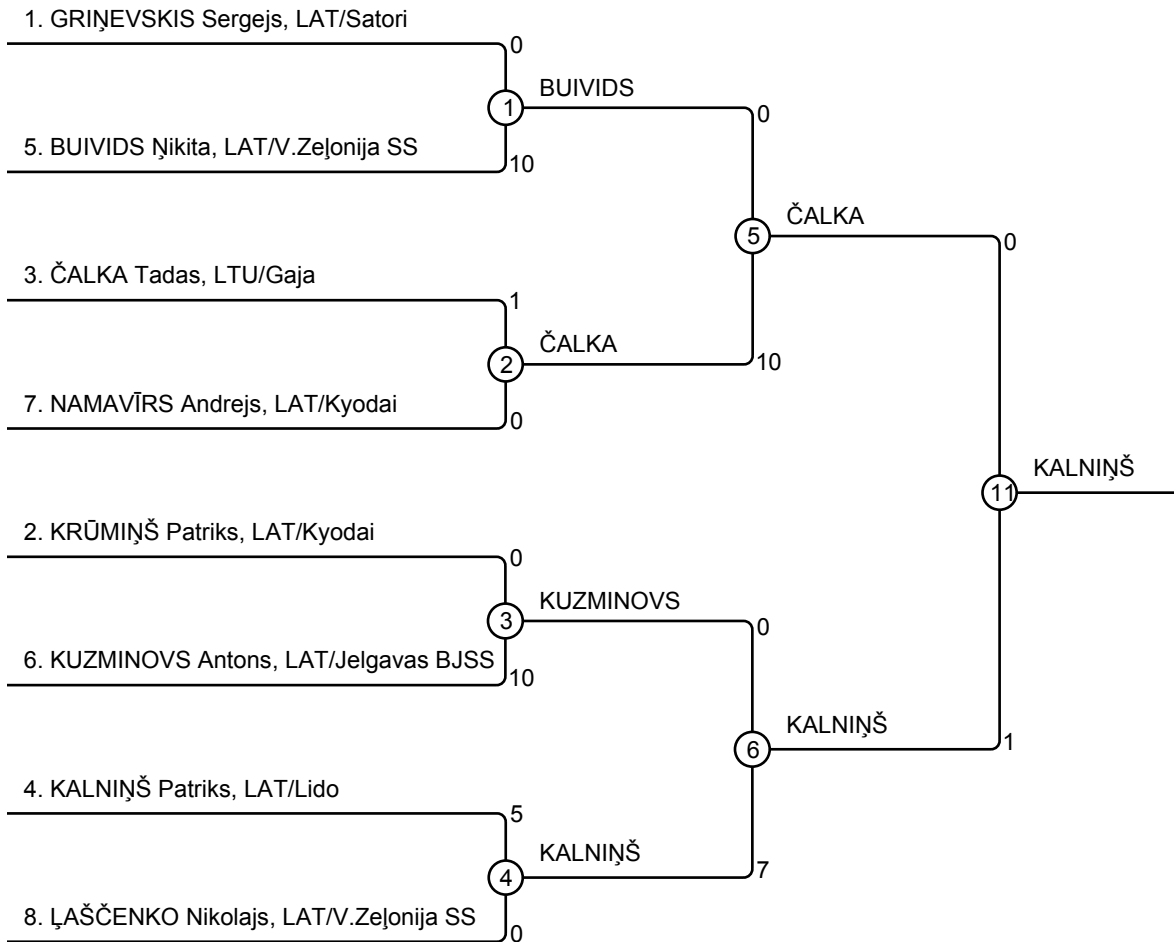 1. GRIŅEVSKIS Sergejs, LAT/Satori
0
BUIVIDS
1
0
5. BUIVIDS Ņikita, LAT/V.Zeļonija SS
10
ČALKA
5
0
3. ČALKA Tadas, LTU/Gaja
1
ČALKA
2
10
7. NAMAVĪRS Andrejs, LAT/Kyodai
0
KALNIŅŠ
11
2. KRŪMIŅŠ Patriks, LAT/Kyodai
0
KUZMINOVS
3
0
6. KUZMINOVS Antons, LAT/Jelgavas BJSS
10
KALNIŅŠ
6
1
4. KALNIŅŠ Patriks, LAT/Lido
5
KALNIŅŠ
4
7
8. ĻAŠČENKO Nikolajs, LAT/V.Zeļonija SS
0